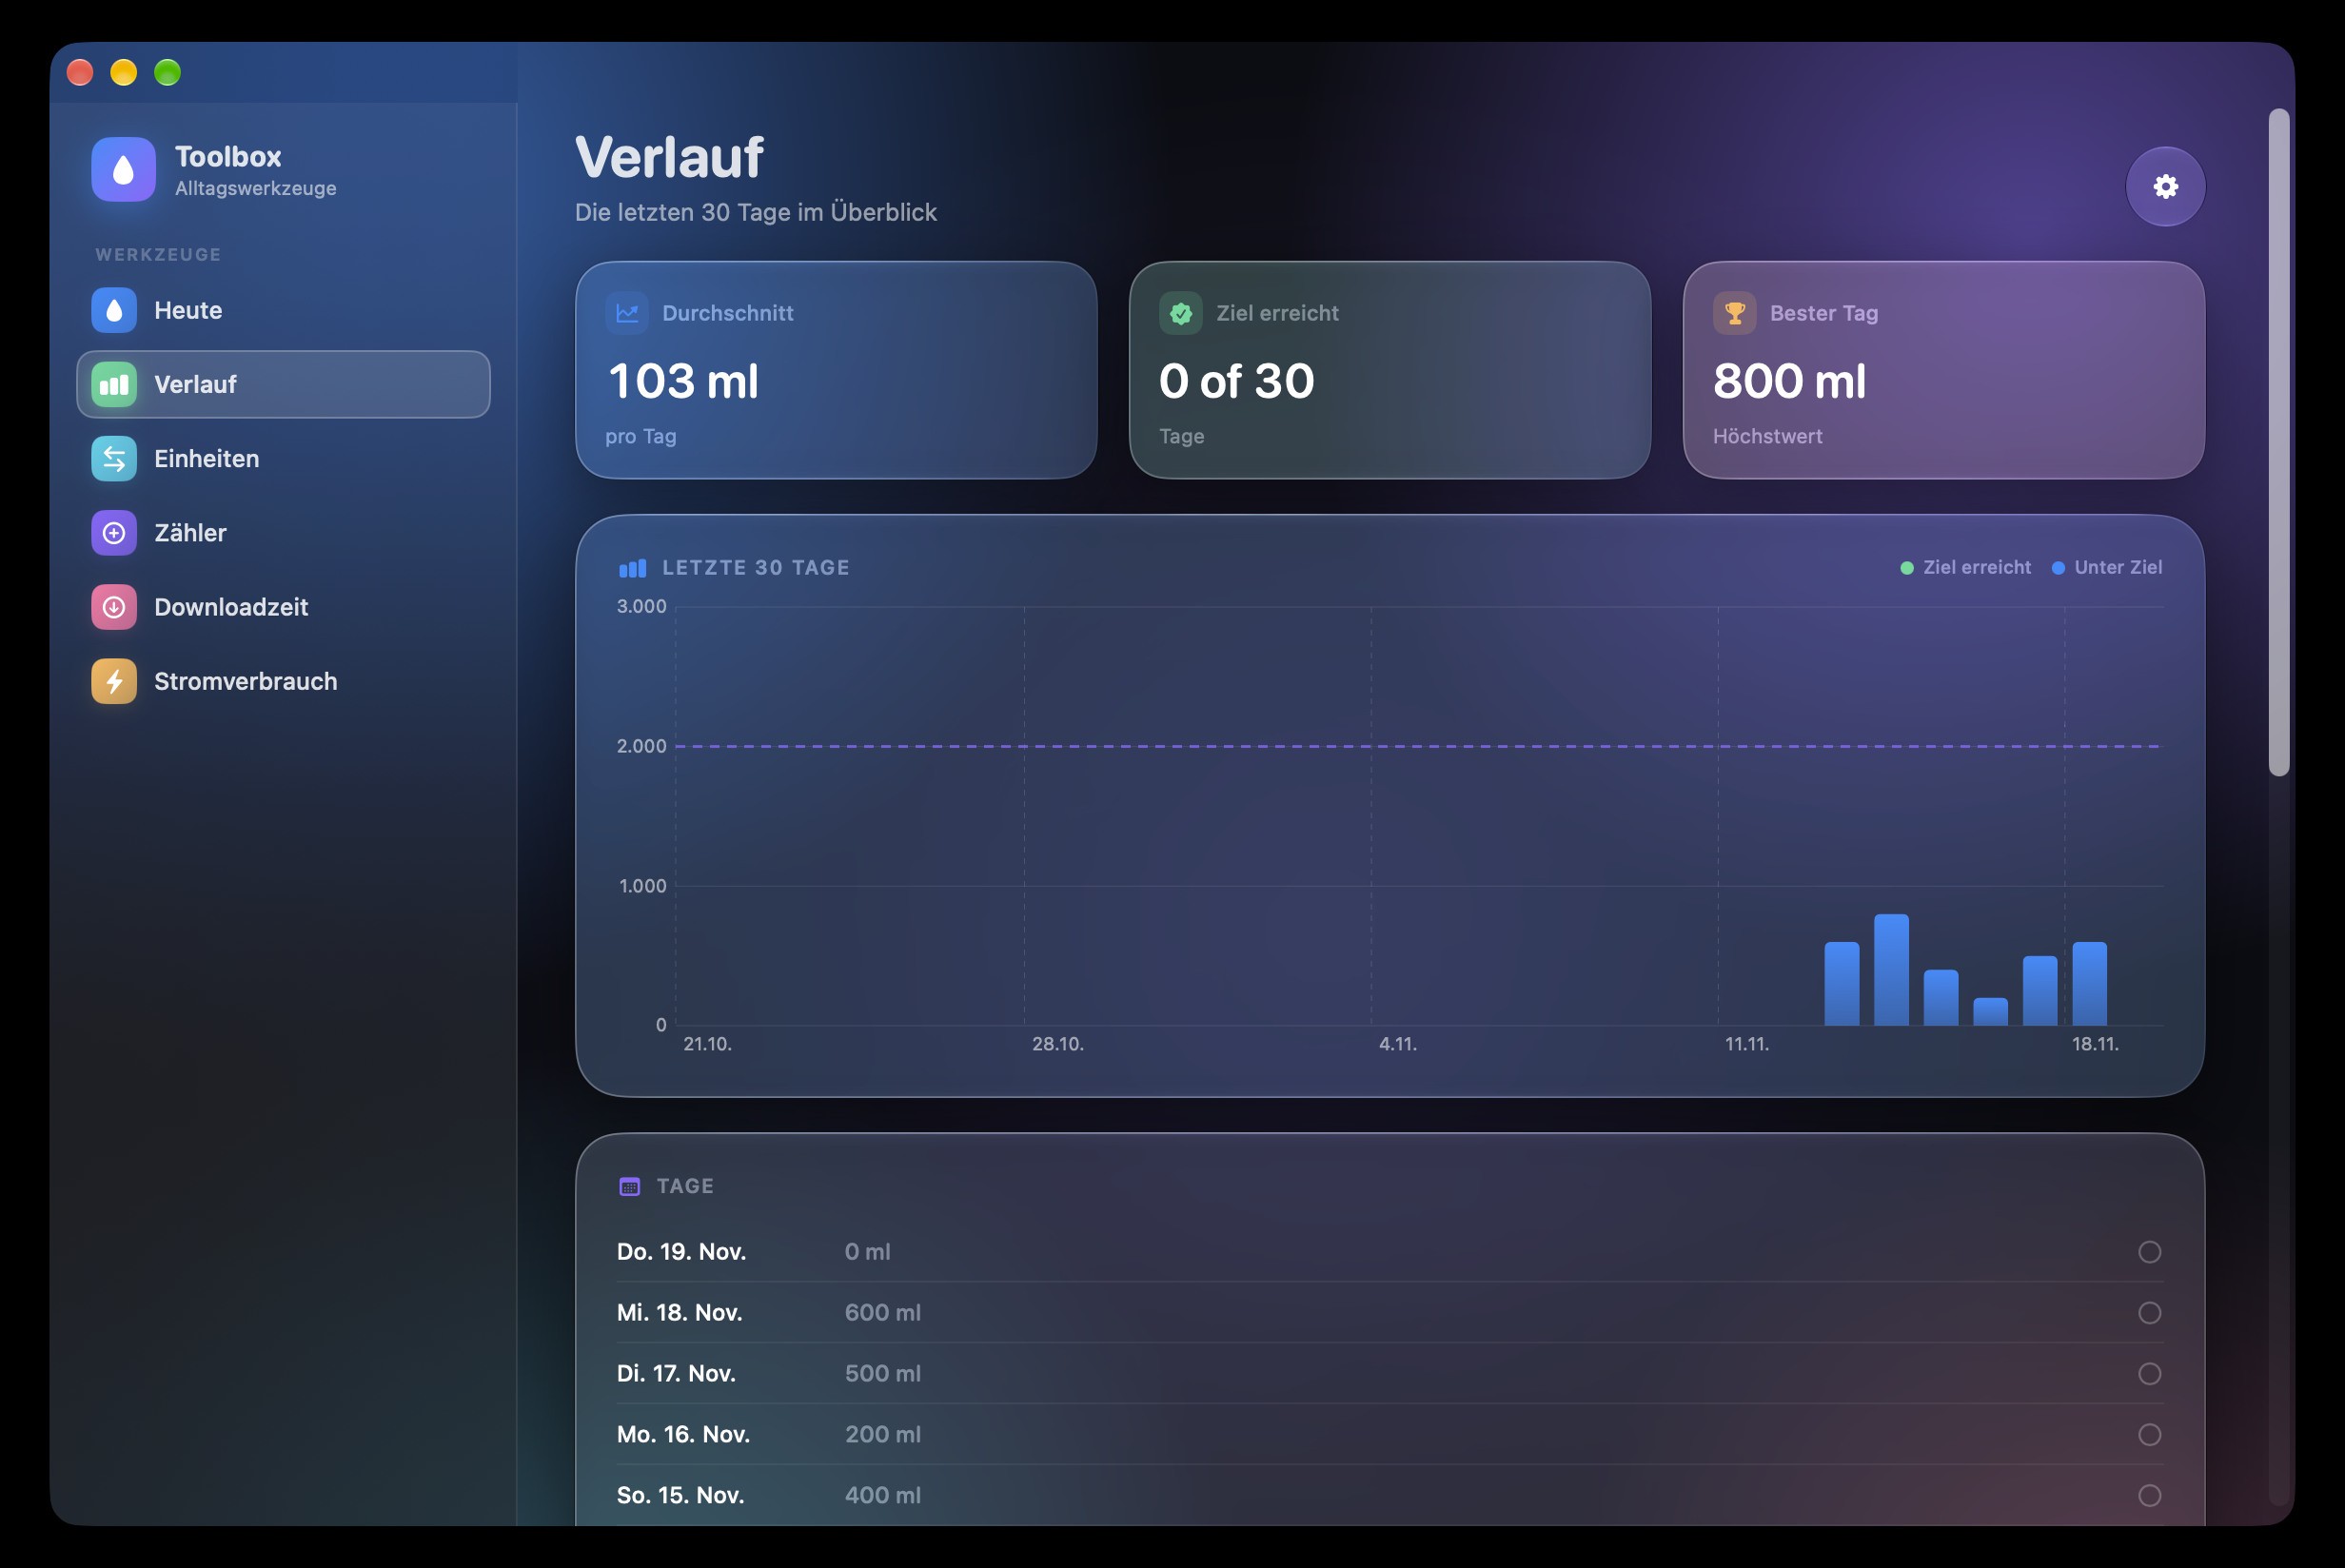 Toolbox
Alltagswerkzeuge
WERKZEUGE
Heute
Verlauf
Einheiten
Zähler
Downloadzeit
Stromverbrauch
Verlauf
Die letzten 30 Tage im Überblick
Durchschnitt
103 ml
pro Tag
Ziel erreicht
0 of 30
Tage
Bester Tag
800 ml
Höchstwert
LETZTE 30 TAGE
Ziel erreicht
Unter Ziel
3.000
2.000
1.000
0
21.10.
28.10.
4.11.
11.11.
18.11.
TAGE
Do. 19. Nov. 0 ml
Mi. 18. Nov. 600 ml
Di. 17. Nov. 500 ml
Mo. 16. Nov. 200 ml
So. 15. Nov. 400 ml